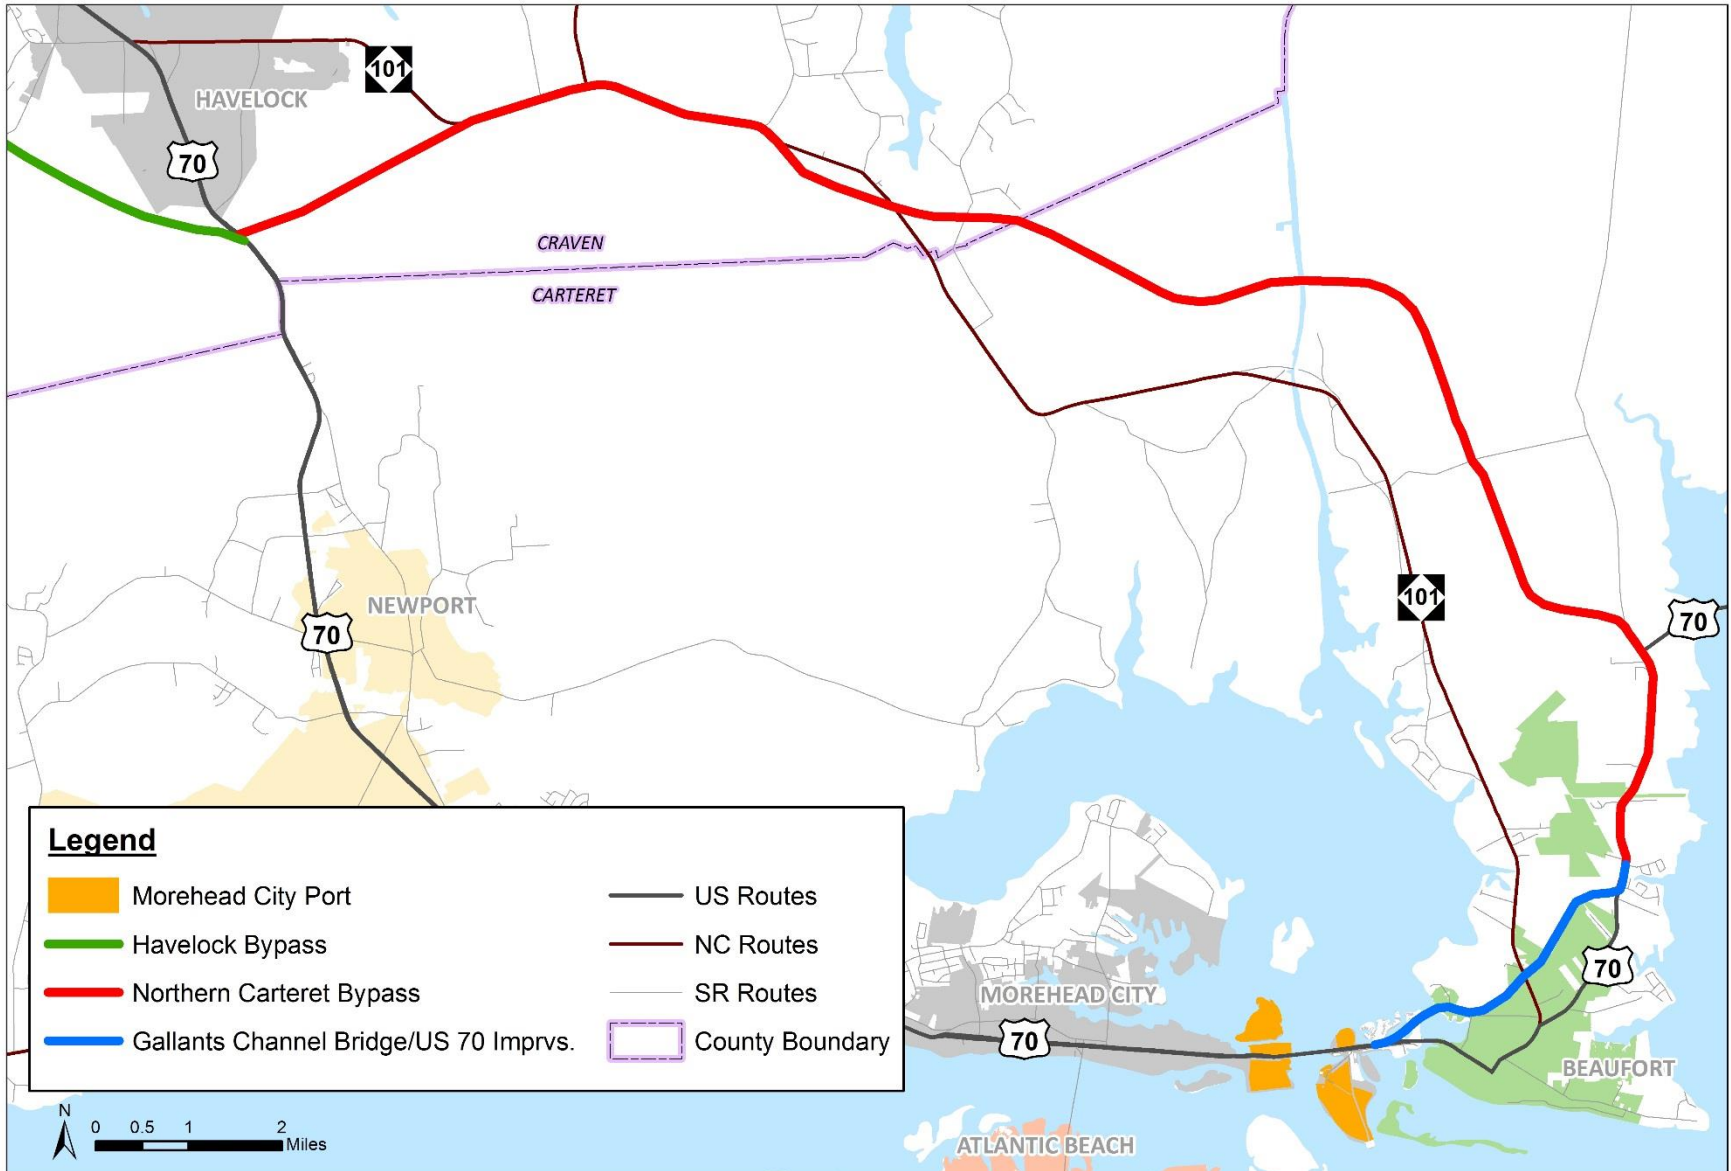 101
HAVELOCK
70
CRAVEN
CARTERET
101
NEWPORT
70
70
Legend
Morehead City Port
Havelock Bypass
Northern Carteret Bypass
Gallants Channel Bridge/US 70 Imprvs.
US Routes
NC Routes
SR Routes
County Boundary
MOREHEAD CITY
70
70
BEAUFORT
ATLANTIC BEACH
N
0 0.5 1 2
Miles